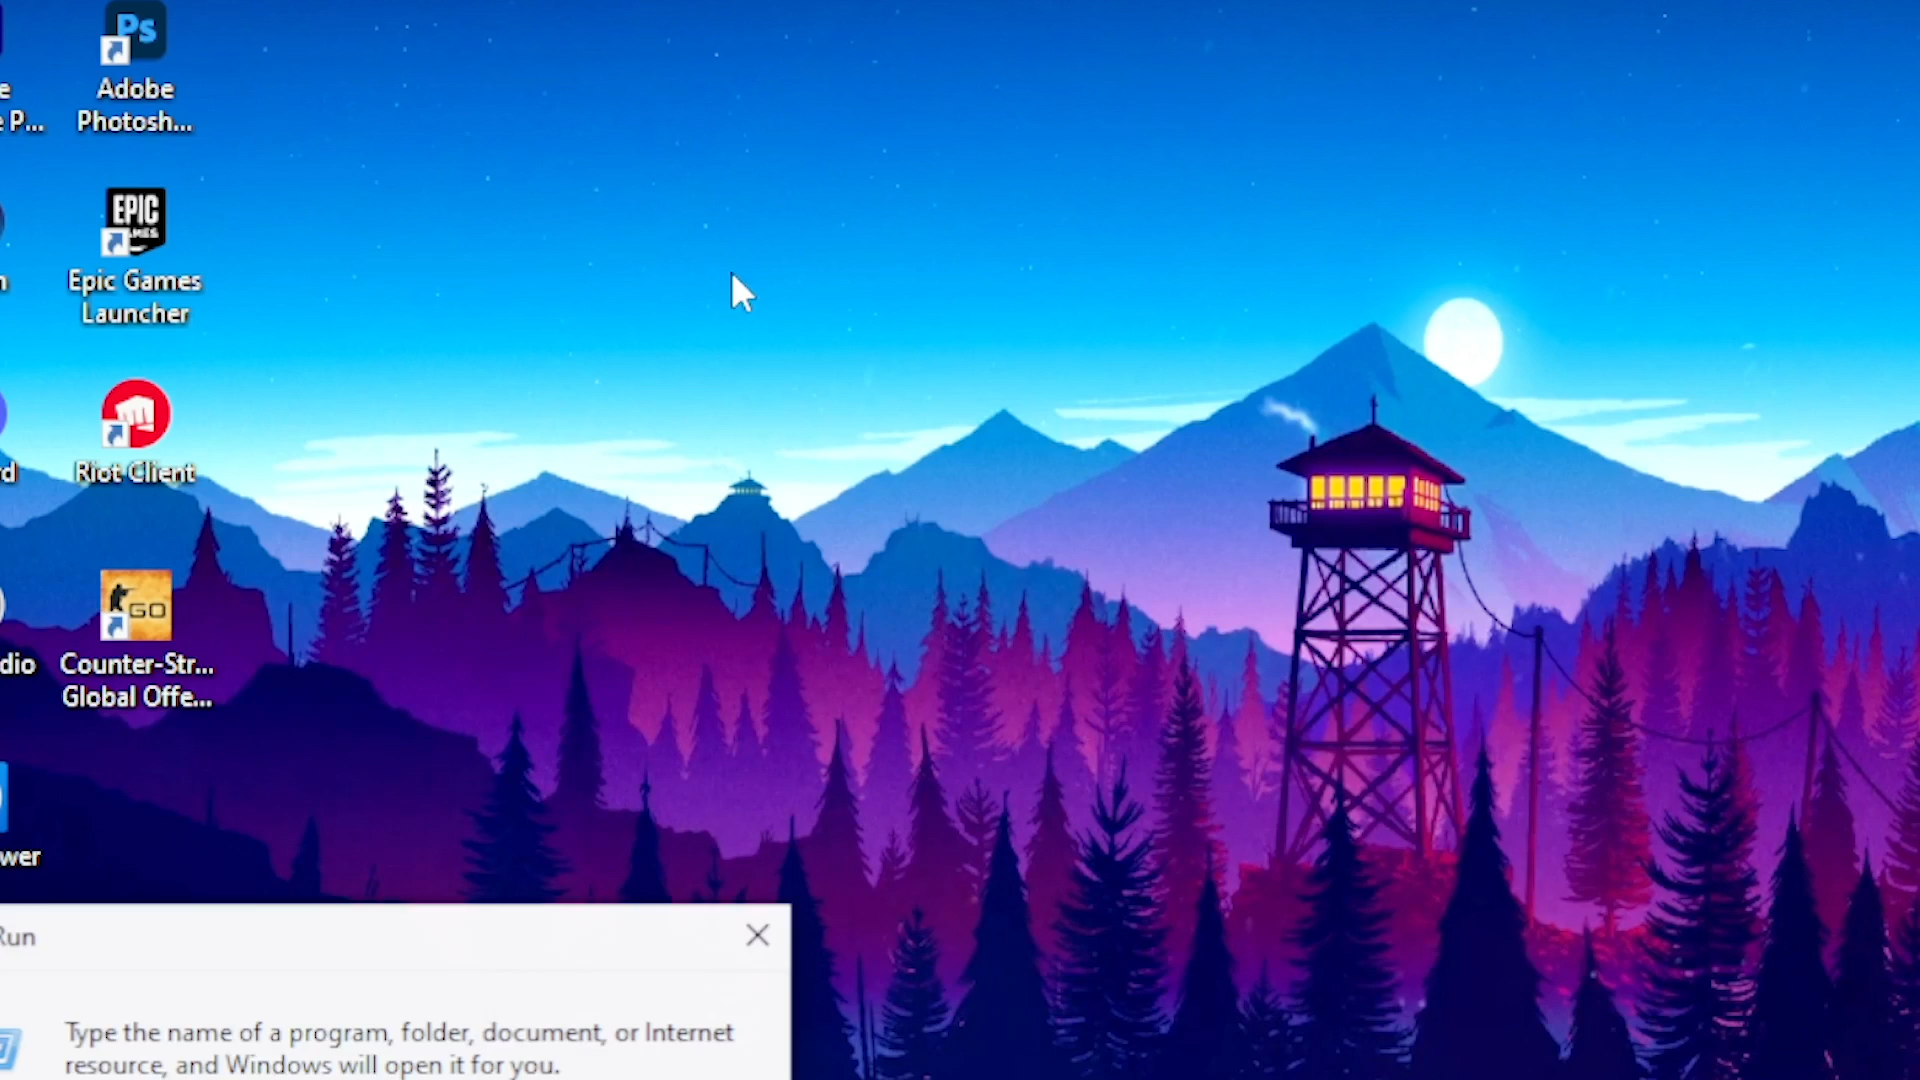 Ps
Adobe
Photosh...
e
e P...
EPIC
GAMES
Epic Games
Launcher
Riot Client
rd
GO
Counter-Str...
Global Offe...
dio
wer
Run
Type the name of a program, folder, document, or Internet
resource, and Windows will open it for you.